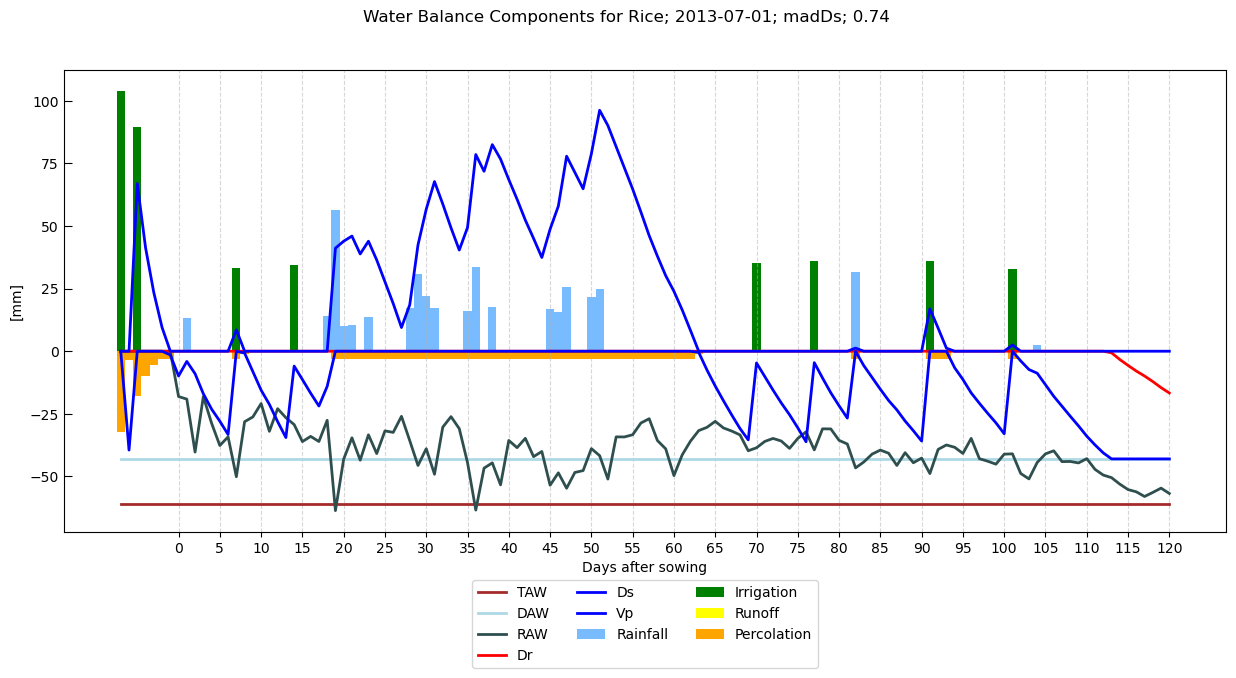 Water Balance Components for Rice; 2013-07-01; madDs; 0.74
100
75
50
25
0
−25
−50
[mm]
0 5 10 15 20 25 30 35 40 45 50 55 60 65 70 75 80 85 90 95 100 105 110 115 120
Days after sowing
TAW Ds Irrigation
DAW Vp Runoff
RAW Rainfall Percolation
Dr